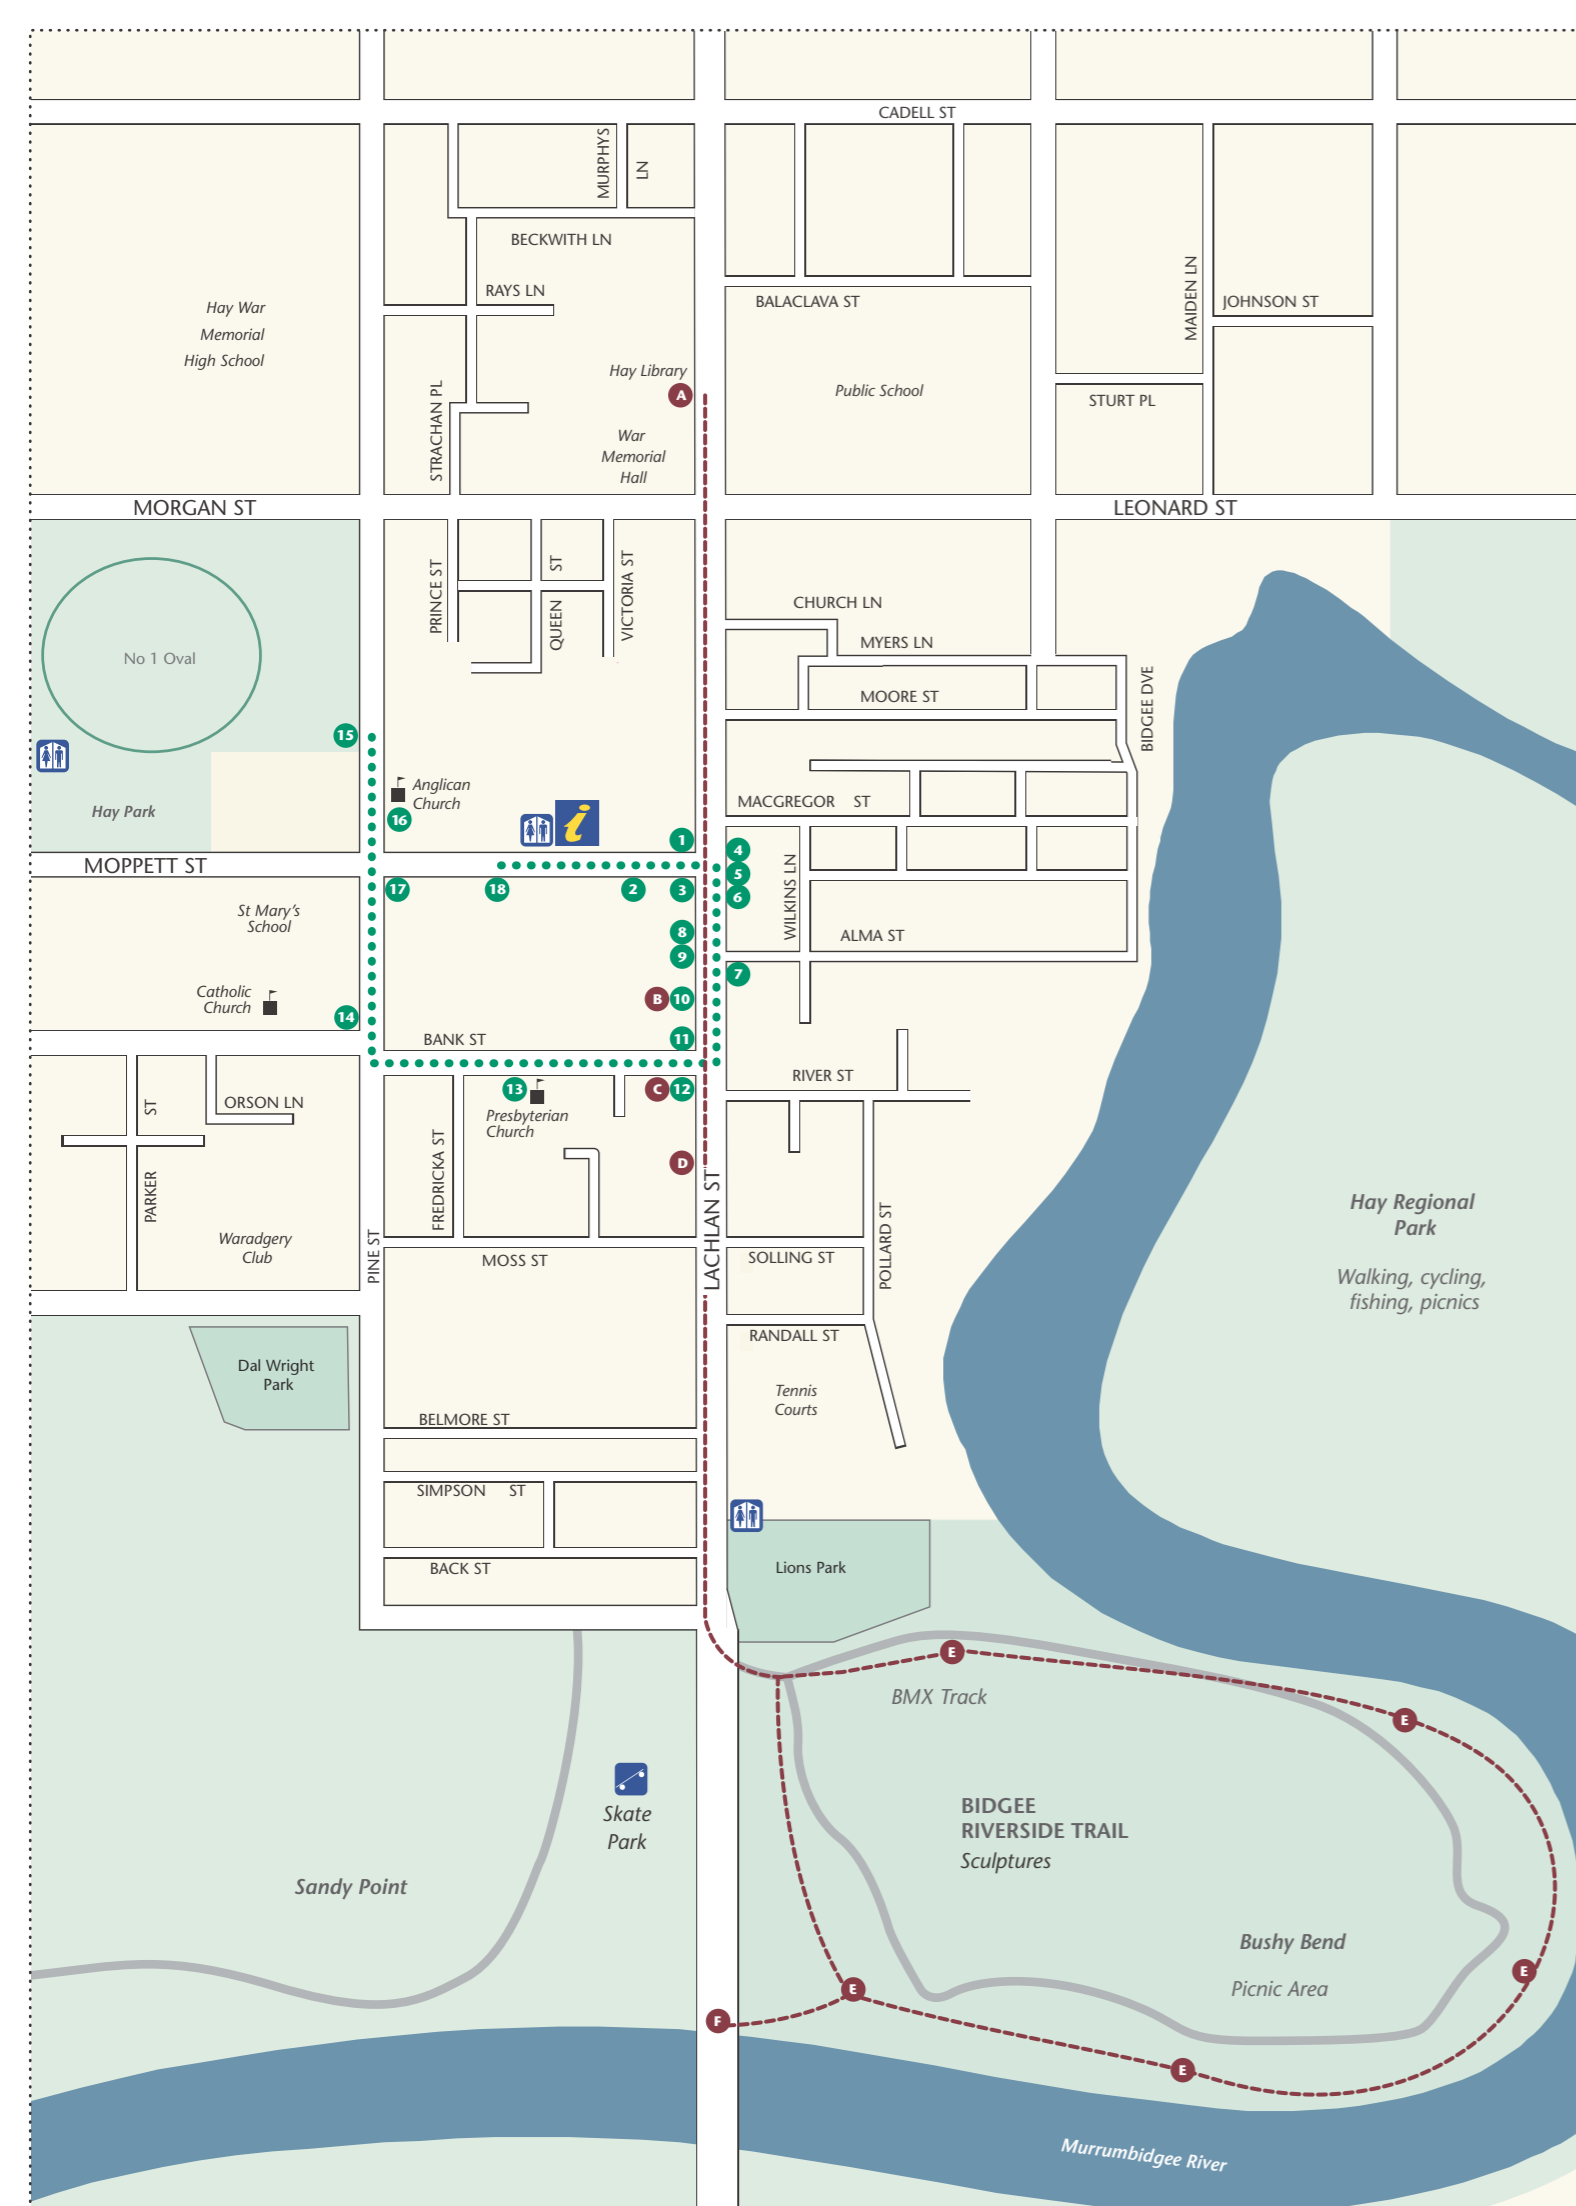 CADELL ST
MURPHYS
LN
BECKWITH LN
RAYS LN
BALACLAVA ST
MAIDEN LN
JOHNSON ST
Hay War
Memorial
High School
STRACHAN PL
Hay Library
A
War
Memorial
Hall
Public School
STURT PL
MORGAN ST
LEONARD ST
No 1 Oval
PRINCE ST
QUEEN
ST
VICTORIA ST
CHURCH LN
MYERS LN
MOORE ST
BIDGEE DVE
15
Hay Park
Anglican
Church
16
i
1
MACGREGOR ST
4
5
6
WILKINS LN
MOPPETT ST
17
18
2
3
St Mary's
School
8
9
ALMA ST
7
Catholic
Church
14
B
10
11
BANK ST
RIVER ST
13
Presbyterian
Church
C
12
D
ORSON LN
PARKER
ST
Waradgery
Club
PINE ST
FREDRICKA ST
MOSS ST
LACHLAN ST
SOLLING ST
POLLARD ST
RANDALL ST
Hay Regional
Park
Walking, cycling,
fishing, picnics
Dal Wright
Park
Tennis
Courts
BELMORE ST
SIMPSON ST
BACK ST
Lions Park
E
BMX Track
E
Skate
Park
BIDGEE
RIVERSIDE TRAIL
Sculptures
Sandy Point
Bushy Bend
Picnic Area
E
E
F
E
Murrumbidgee River